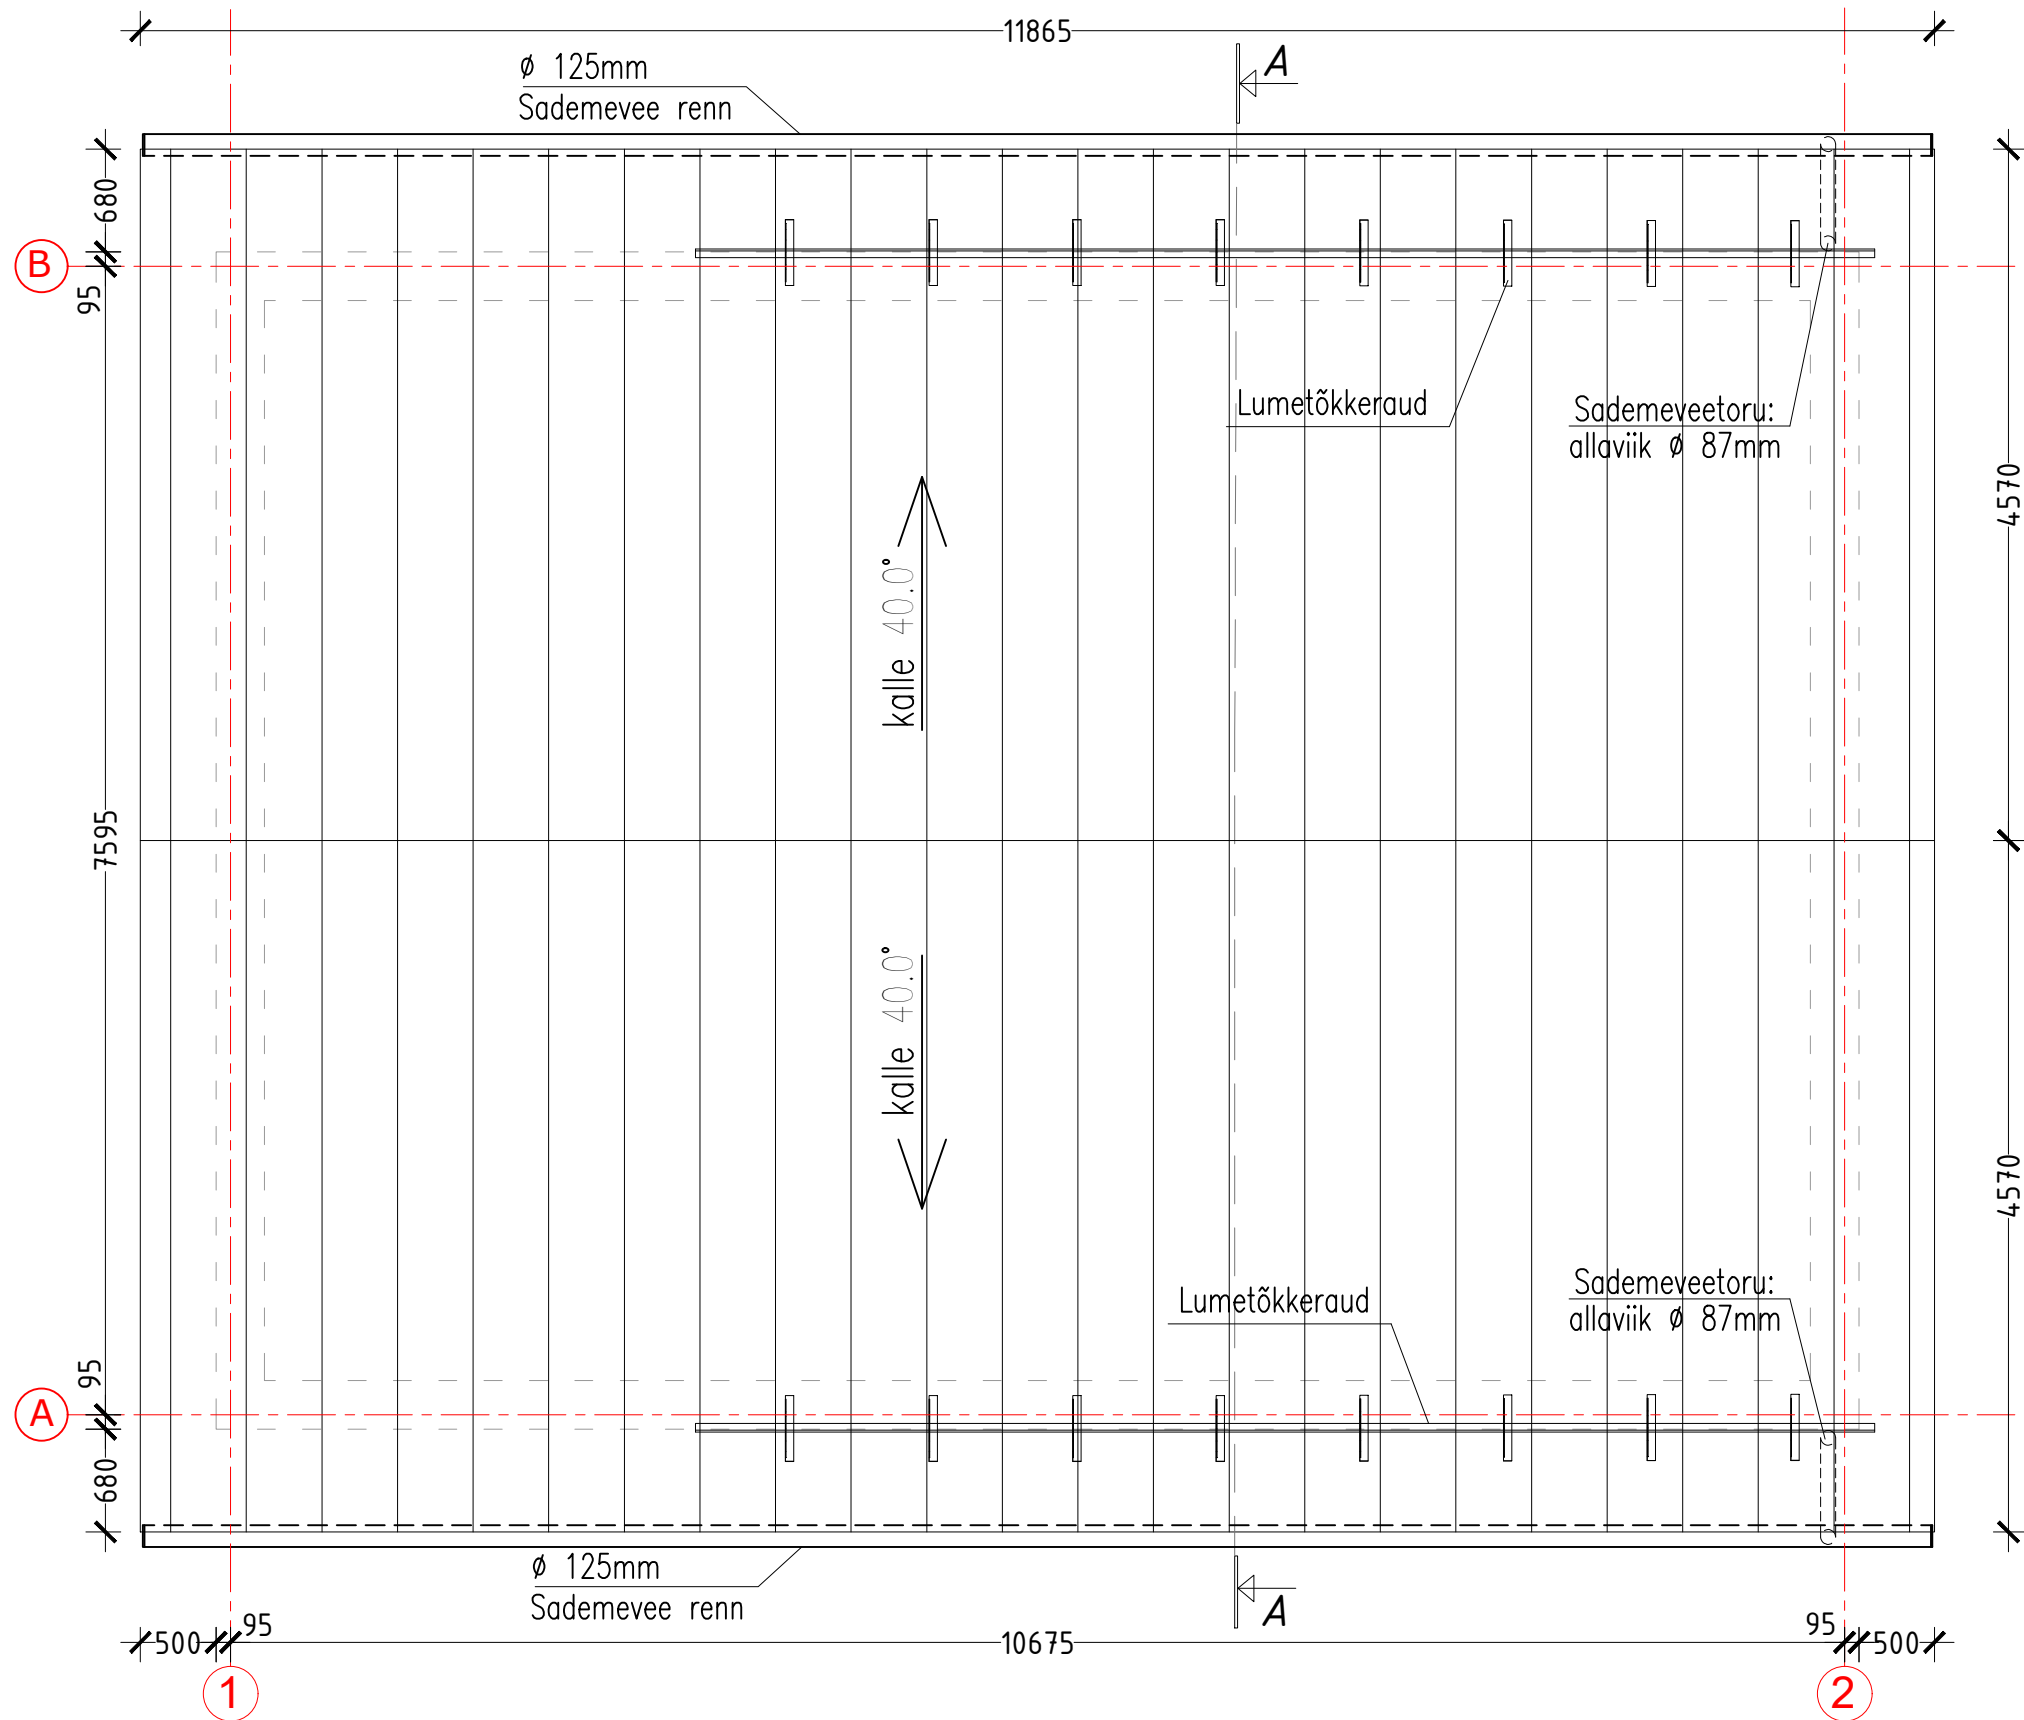 11865
A
ϕ 125mm
Sademevee renn
680
B
95
Lumetõkkeraud
Sademeveetoru:
allaviik ϕ 87mm
4570
kalle 40.0°
7595
kalle 40.0°
4570
Lumetõkkeraud
Sademeveetoru:
allaviik ϕ 87mm
95
A
680
ϕ 125mm
Sademevee renn
A
500
95
10675
95
500
1
2